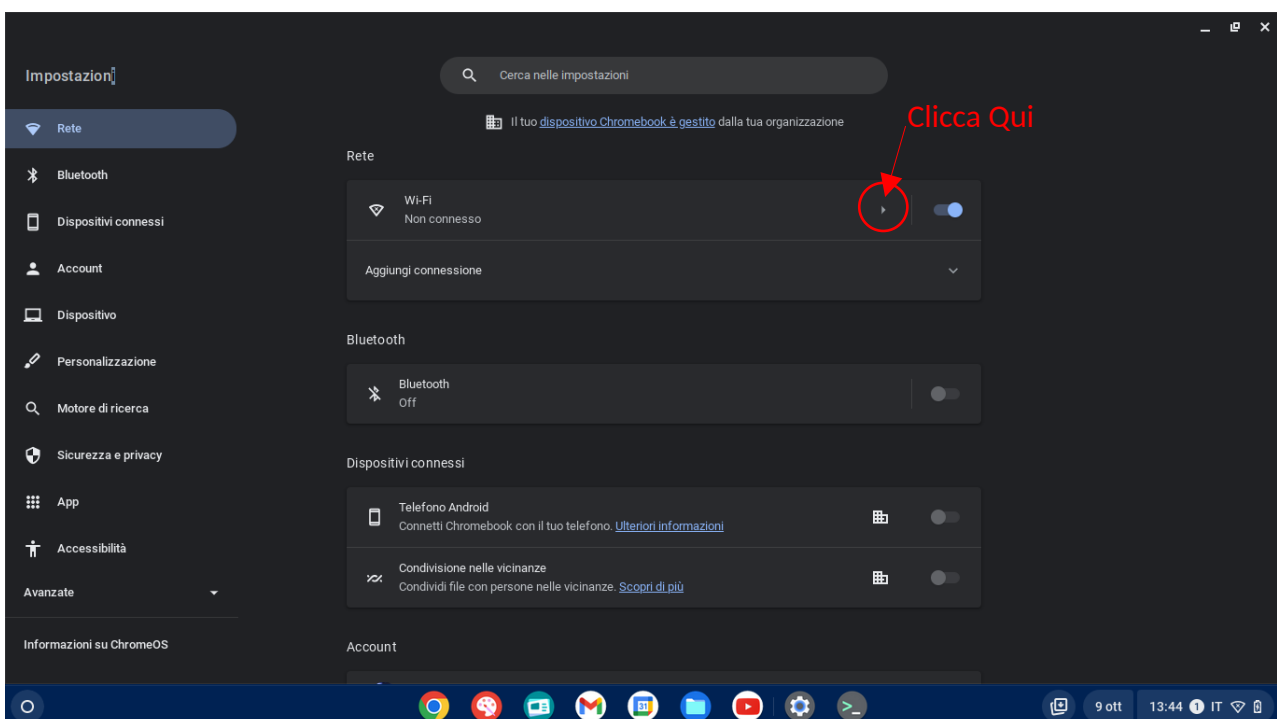 Impostazioni
Cerca nelle impostazioni
Il tuo dispositivo Chromebook è gestito dalla tua organizzazione
Clicca Qui
Rete
Bluetooth
Dispositivi connessi
Account
Dispositivo
Personalizzazione
Motore di ricerca
Sicurezza e privacy
App
Accessibilità
Avanzate
Informazioni su ChromeOS
Rete
Wi-Fi
Non connesso
Aggiungi connessione
Bluetooth
Bluetooth
Off
Dispositivi connessi
Telefono Android
Connetti Chromebook con il tuo telefono. Ulteriori informazioni
Condivisione nelle vicinanze
Condividi file con persone nelle vicinanze. Scopri di più
Account
31
9 ott
13:44 1 IT